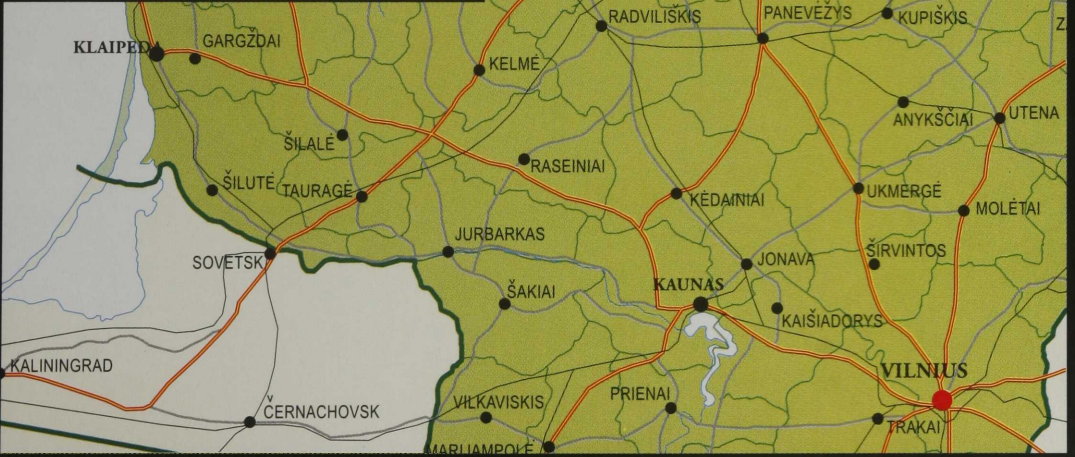 RADVILIŠKIS
PANEVĖŽYS
KUPIŠKIS
Z
KLAIPEDA
GARGŽDAI
KELMĖ
ANYKŠČIAI
UTENA
ŠILALĖ
RASEINIAI
ŠILUTĖ
TAURAGĖ
KĖDAINIAI
UKMERGĖ
MOLĖTAI
JURBARKAS
SOVETSK
JONAVA
ŠIRVINTOS
KAUNAS
ŠAKIAI
KAIŠIADORYS
KALININGRAD
VILNIUS
PRIENAI
VILKAVISKIS
ČERNACHOVSK
TRAKAI
MARIJAMPOLĖ